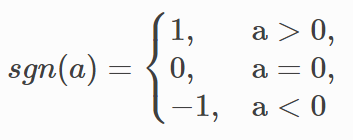 1, a > 0,
sgn(a) = { 0, a = 0,
−1, a < 0